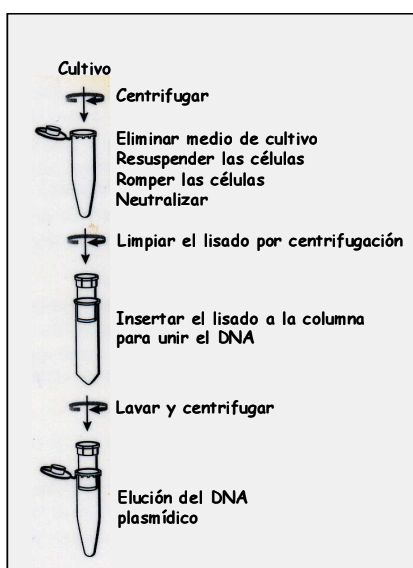 Cultivo
Centrifugar
Eliminar medio de cultivo
Resuspender las células
Romper las células
Neutralizar
Limpiar el lisado por centrifugación
Insertar el lisado a la columna
para unir el DNA
Lavar y centrifugar
Elución del DNA
plasmídico